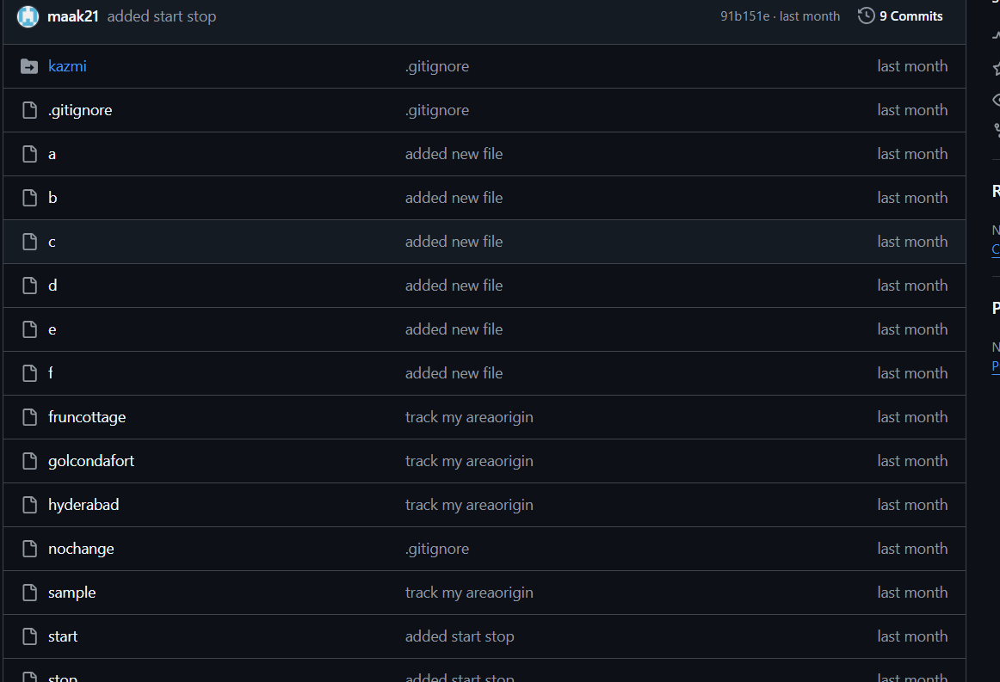 maak21 added start stop 91b151e · last month 9 Commits
kazmi .gitignore last month
.gitignore .gitignore last month
a added new file last month
b added new file last month
c added new file last month
d added new file last month
e added new file last month
f added new file last month
fruncottage track my areaorigin last month
golcondafort track my areaorigin last month
hyderabad track my areaorigin last month
nochange .gitignore last month
sample track my areaorigin last month
start added start stop last month
stop added start stop last month